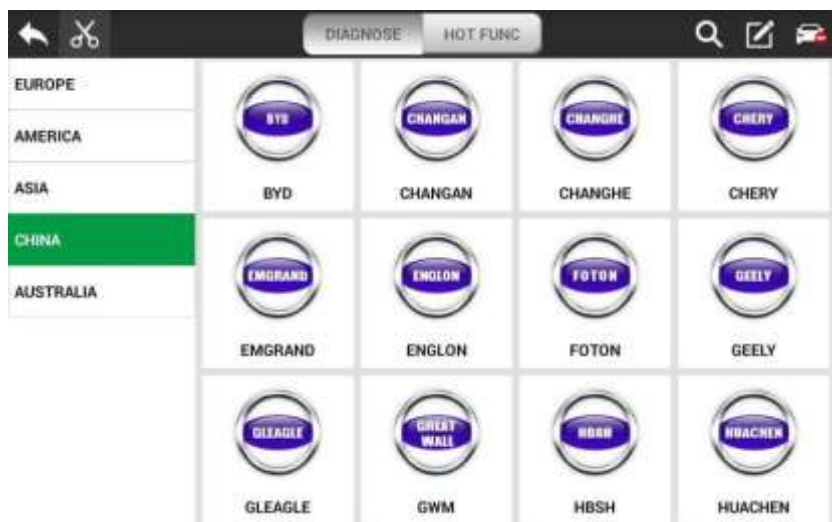 DIAGNOSE HOT FUNC
EUROPE
AMERICA
ASIA
CHINA
AUSTRALIA
BYD CHANGAN CHANGHE CHERY
BYD CHANGAN CHANGHE CHERY
EMGRAND ENGLON FOTON GEELY
EMGRAND ENGLON FOTON GEELY
GLEAGLE GREAT WALL HBSH HUACHEN
GLEAGLE GWM HBSH HUACHEN